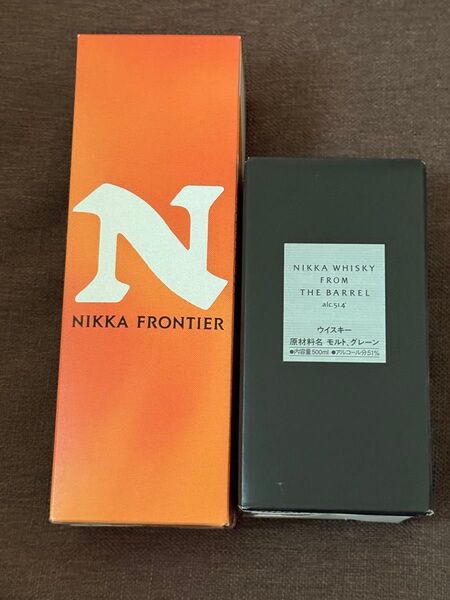 N
NIKKA FRONTIER
NIKKA WHISKY
FROM
THE BARREL
alc.51.4°
ウイスキー
原材料名 モルト、グレーン
●内容量500ml ●アルコール分51%